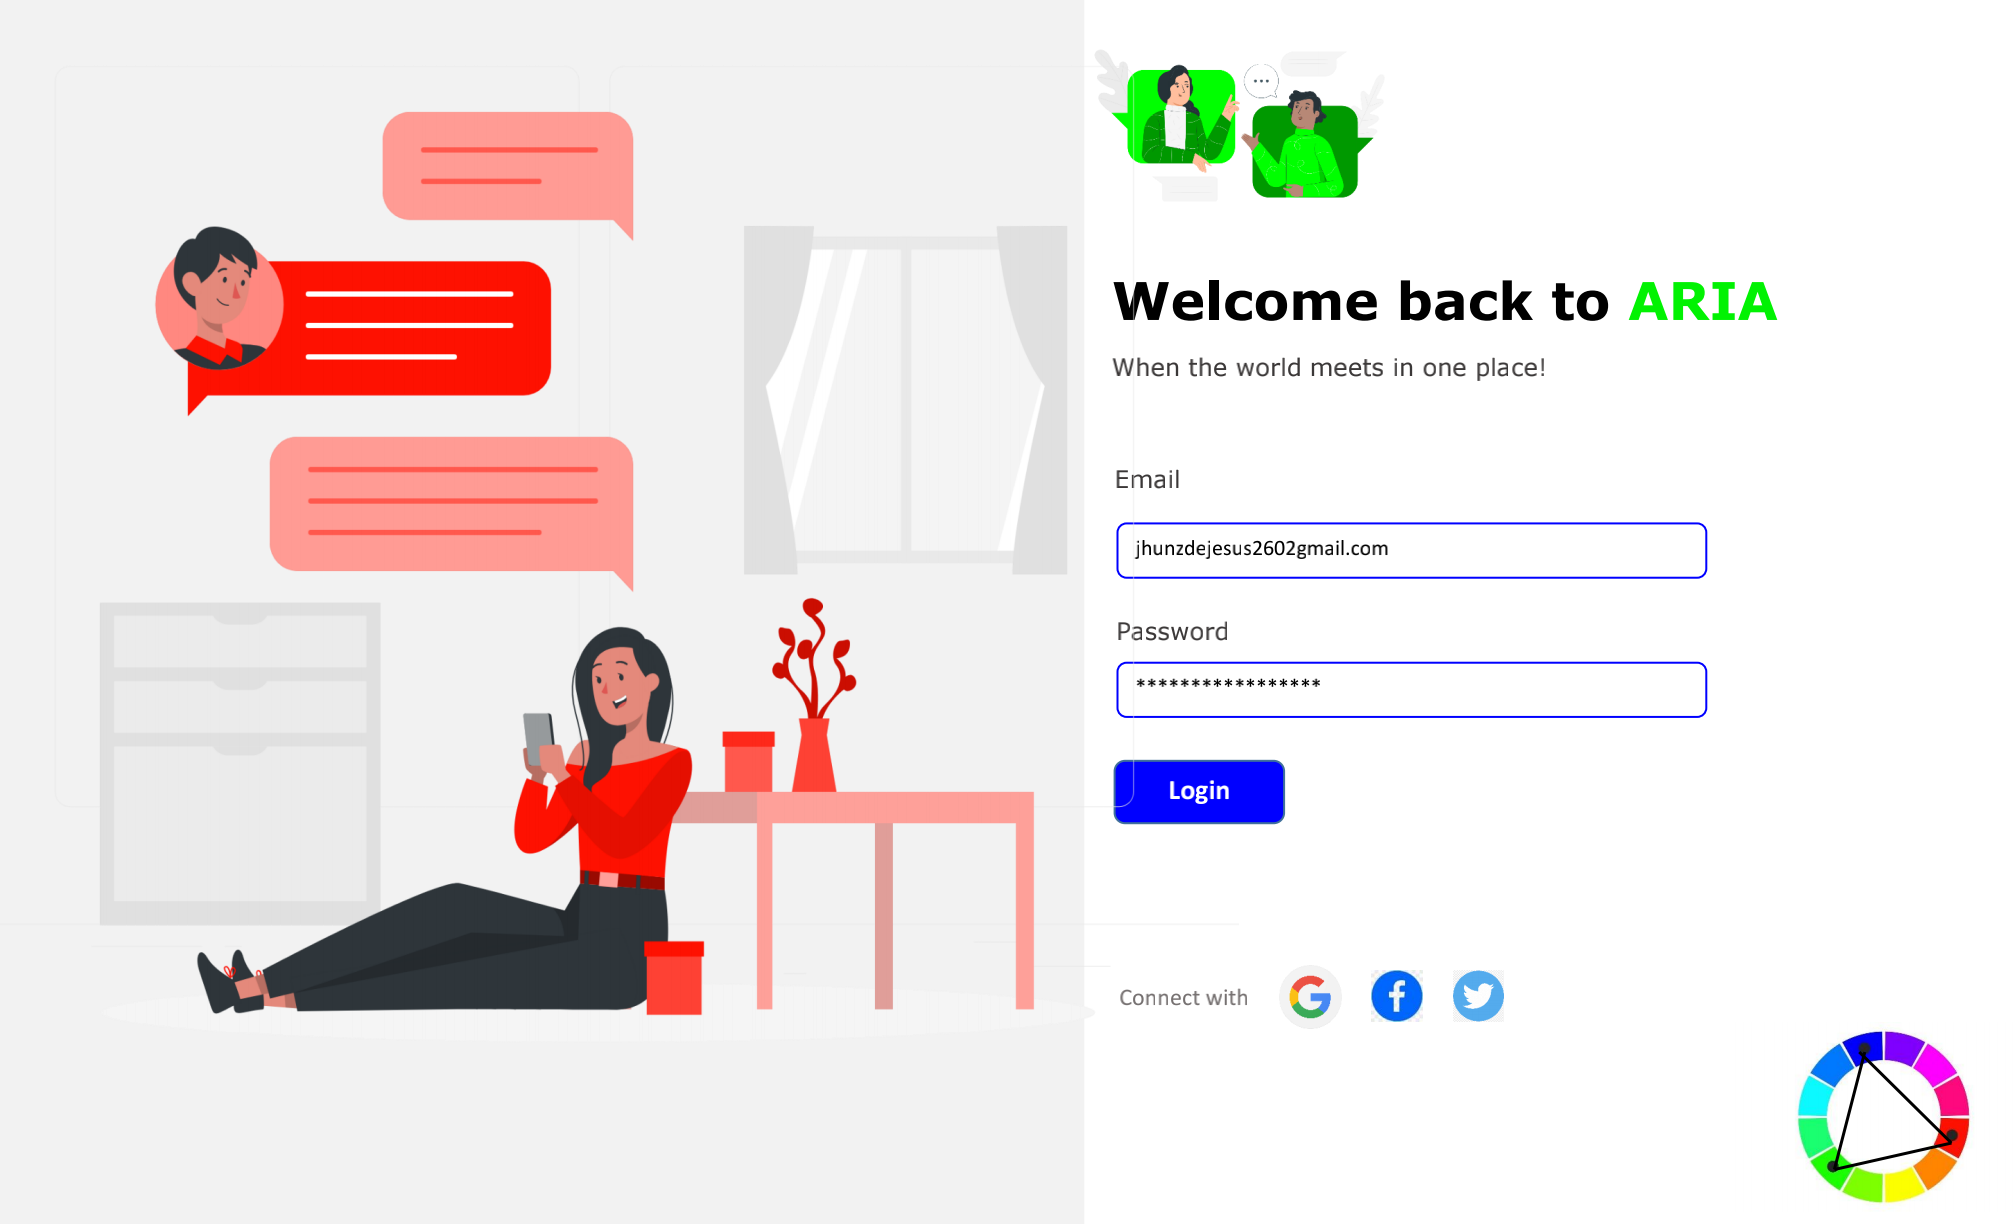 Welcome back to ARIA
When the world meets in one place!
Email
jhunzdejesus2602gmail.com
Password
*****************
Login
Connect with